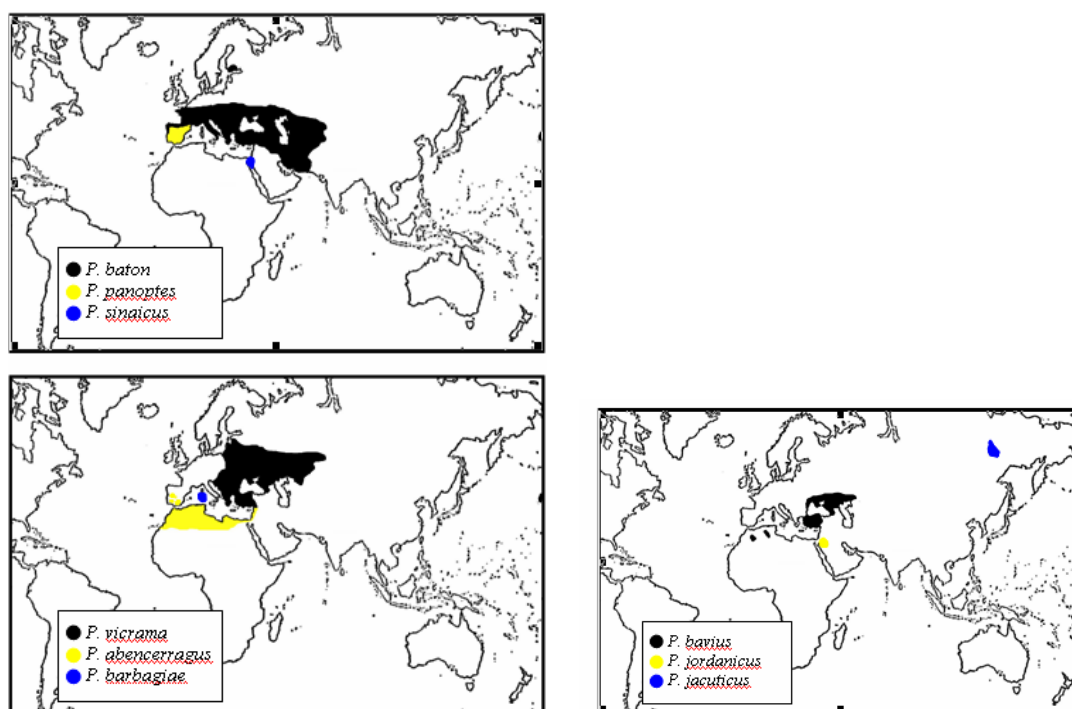 P. baton
P. panoptes
P. sinaicus
P. vicrama
P. abencerragus
P. barbagiae
P. bavius
P. jordanicus
P. jacuticus